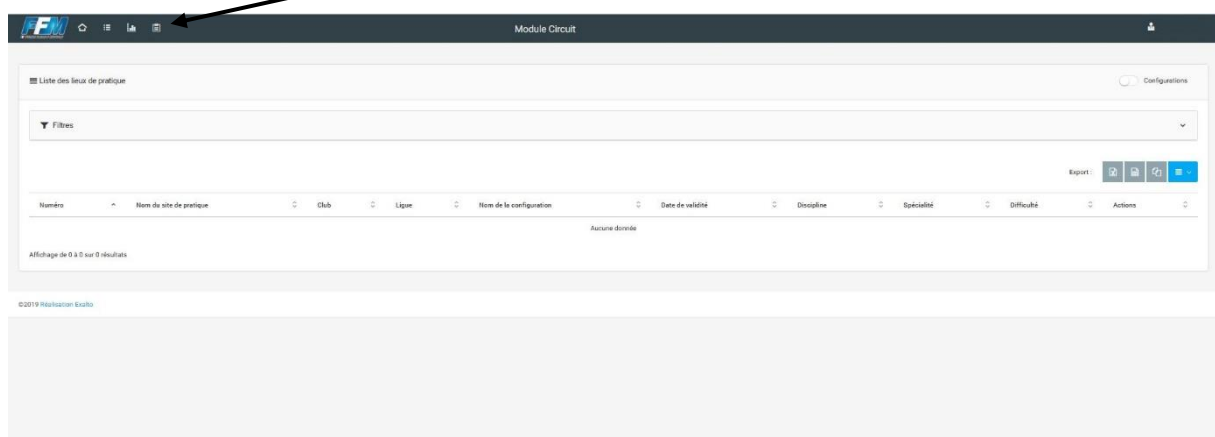 FFM
Module Circuit
Liste des lieux de pratique
Configurations
Filtres
Export :
Numéro Nom du site de pratique Club Ligue Nom de la configuration Date de validité Discipline Spécialité Difficulté Actions
Aucune donnée
Affichage de 0 à 0 sur 0 résultats
©2019 Réalisation Exalto